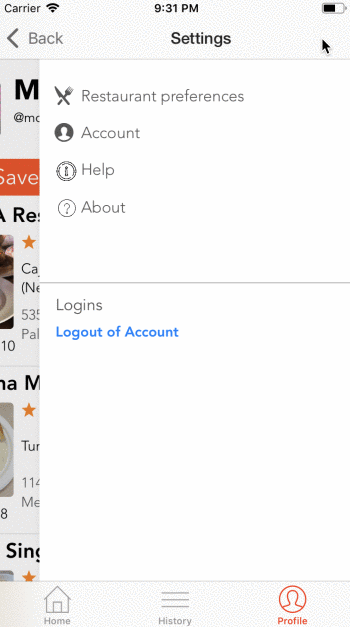 Carrier 9:31 PM
Back Settings
M
@mo
Restaurant preferences
Account
Help
About
Save
A Res
Ca
(Ne
535
Pal
10
Logins
Logout of Account
na M
Tur
114
Me
8
Sing
Home History Profile